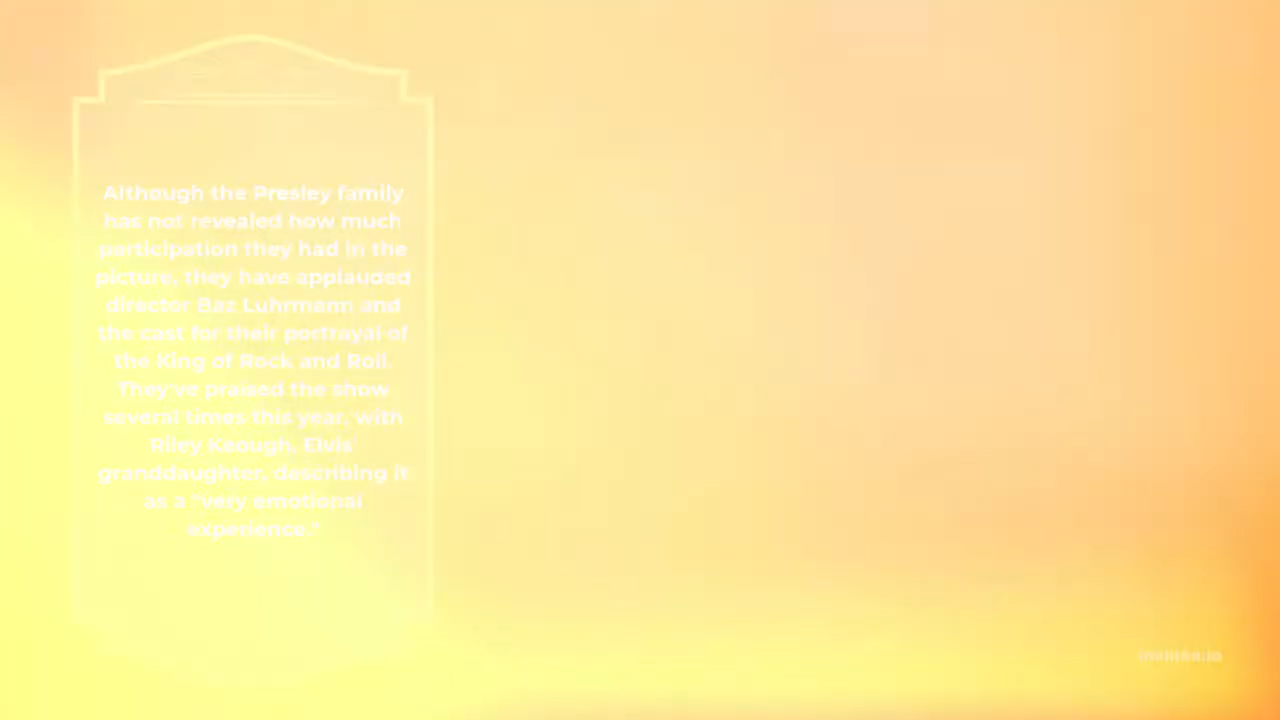 Although the Presley family
has not revealed how much
participation they had in the
picture, they have applauded
director Baz Luhrmann and
the cast for their portrayal of
the King of Rock and Roll.
They've praised the show
several times this year, with
Riley Keough, Elvis'
granddaughter, describing it
as a "very emotional
experience."